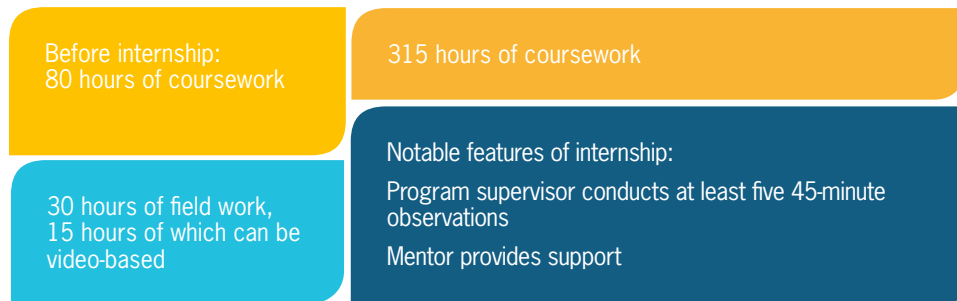 Before internship:
80 hours of coursework
315 hours of coursework
30 hours of field work,
15 hours of which can be
video-based
Notable features of internship:
Program supervisor conducts at least five 45-minute
observations
Mentor provides support